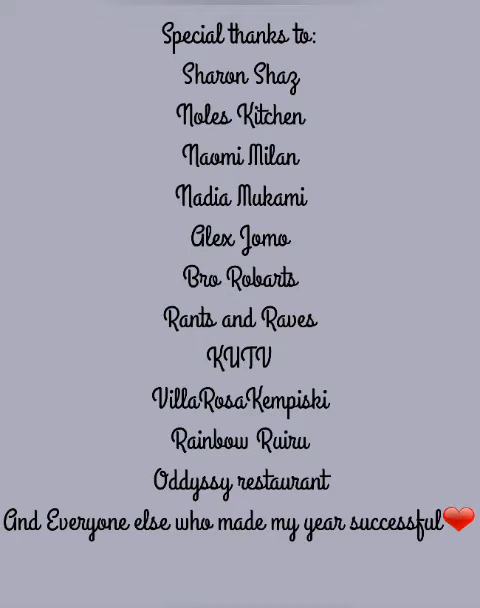 Special thanks to:
Sharon Shaz
Noles Kitchen
Naomi Milan
Nadia Mukami
Alex Jomo
Bro Robarts
Rants and Raves
KUTV
VillaRosaKempiski
Rainbow Ruiru
Oddyssy restaurant
And Everyone else who made my year successful❤️